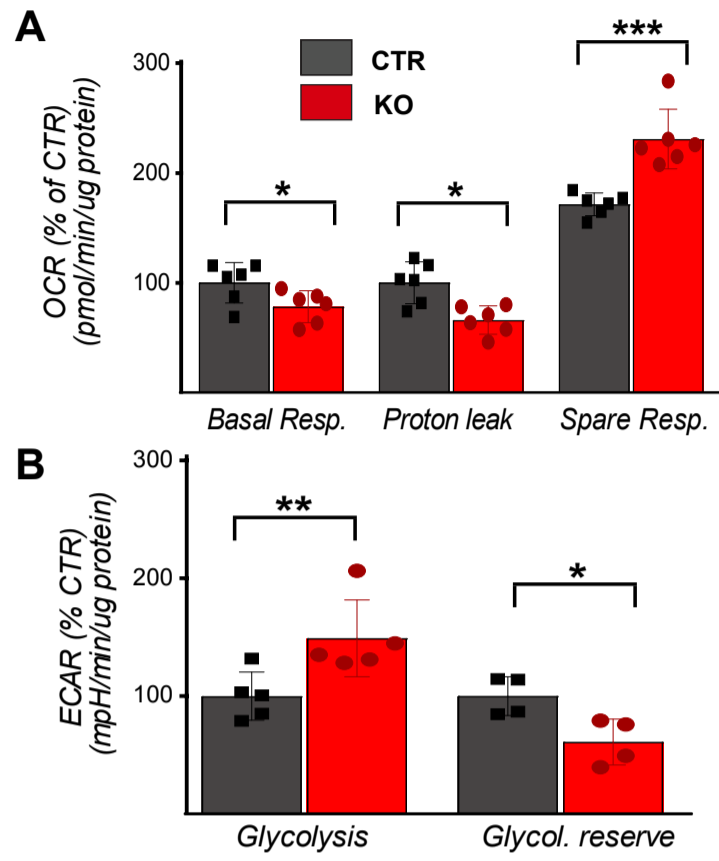 A
OCR (% of CTR)
(pmol/min/ug protein)
300
200
100
CTR
KO
*
*
***
Basal Resp.
Proton leak
Spare Resp.
B
ECAR (% CTR)
(mpH/min/ug protein)
300
200
100
**
*
Glycolysis
Glycol. reserve